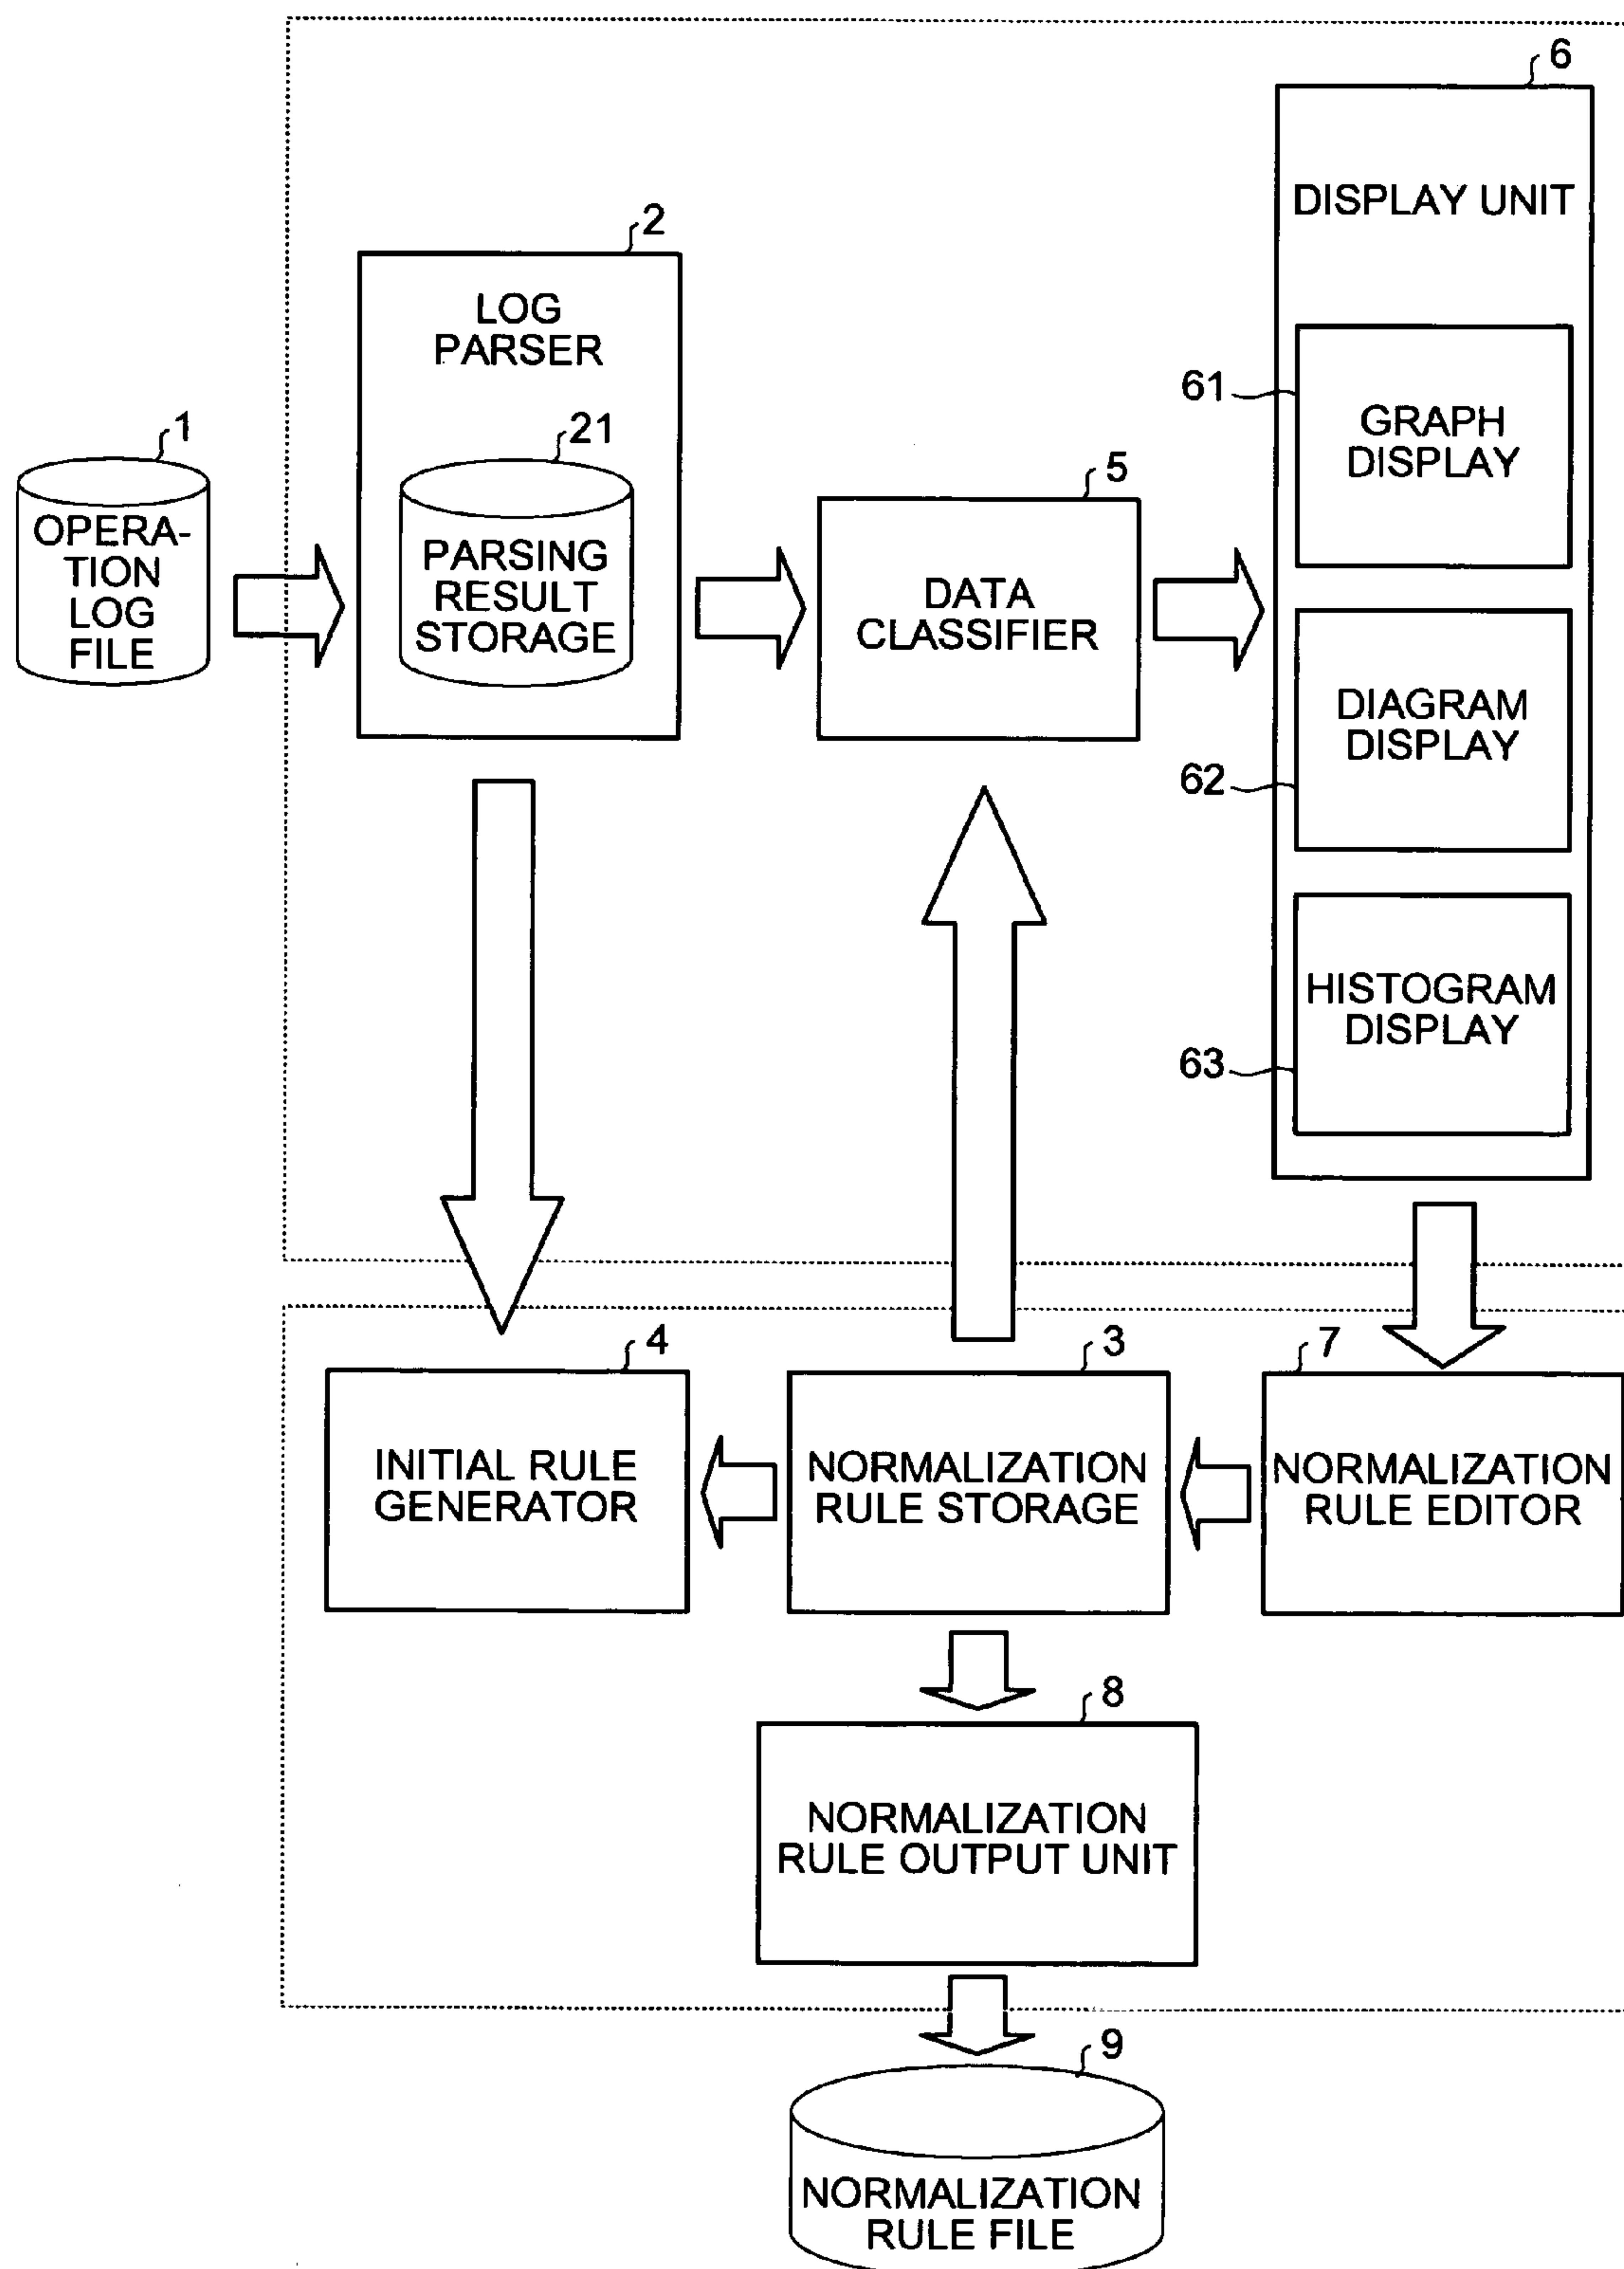 6
DISPLAY UNIT
2
LOG
PARSER
61
GRAPH
DISPLAY
1
21
5
OPERA-
TION
LOG
FILE
PARSING
RESULT
STORAGE
DATA
CLASSIFIER
62
DIAGRAM
DISPLAY
63
HISTOGRAM
DISPLAY
4
3
7
INITIAL RULE
GENERATOR
NORMALIZATION
RULE STORAGE
NORMALIZATION
RULE EDITOR
8
NORMALIZATION
RULE OUTPUT UNIT
9
NORMALIZATION
RULE FILE